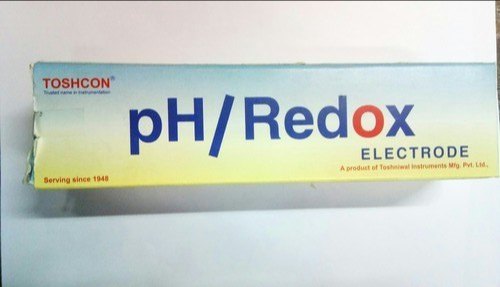 TOSHCON®
Trusted name in Instrumentation
pH/Redox
ELECTRODE
A product of Toshniwal Instruments Mfg. Pvt. Ltd.,
Serving since 1948